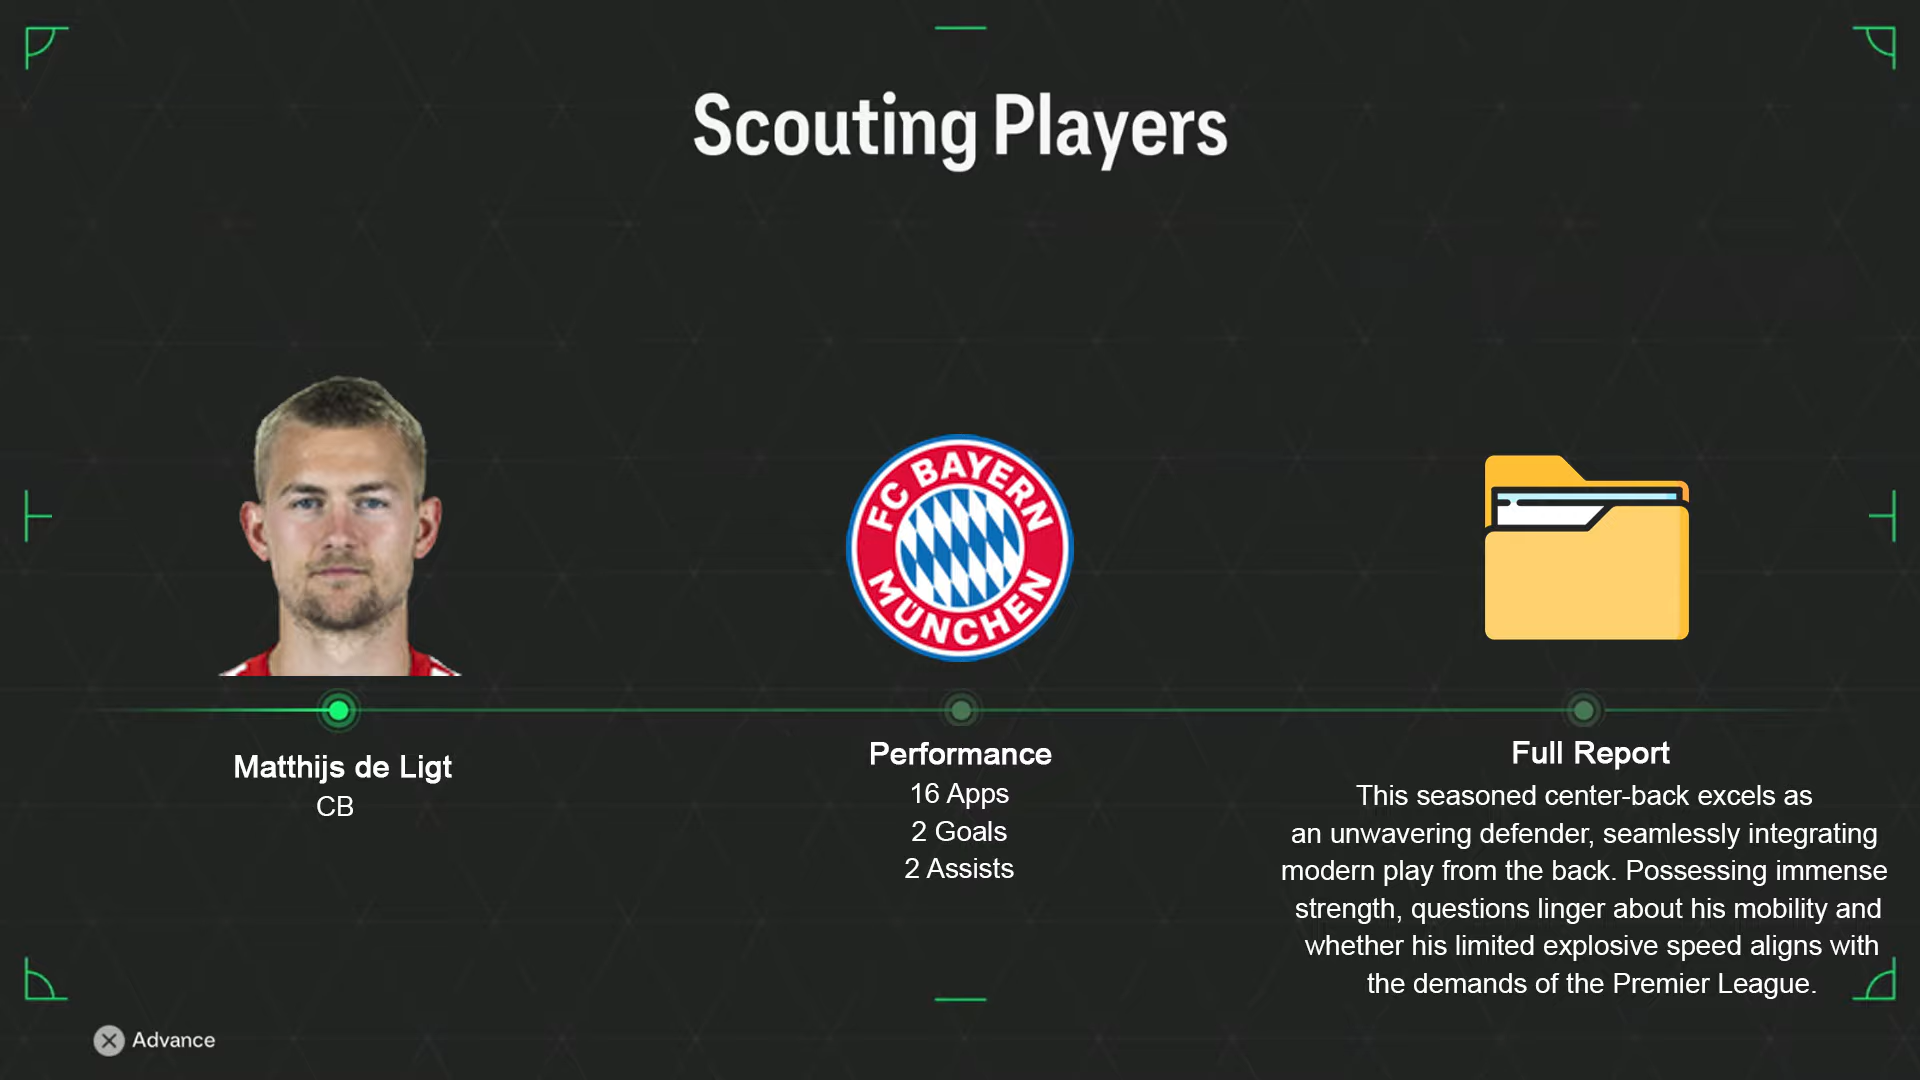 Scouting Players
FC BAYERN
MÜNCHEN
Matthijs de Ligt
CB
Performance
16 Apps
2 Goals
2 Assists
Full Report
This seasoned center-back excels as
an unwavering defender, seamlessly integrating
modern play from the back. Possessing immense
strength, questions linger about his mobility and
whether his limited explosive speed aligns with
the demands of the Premier League.
Advance